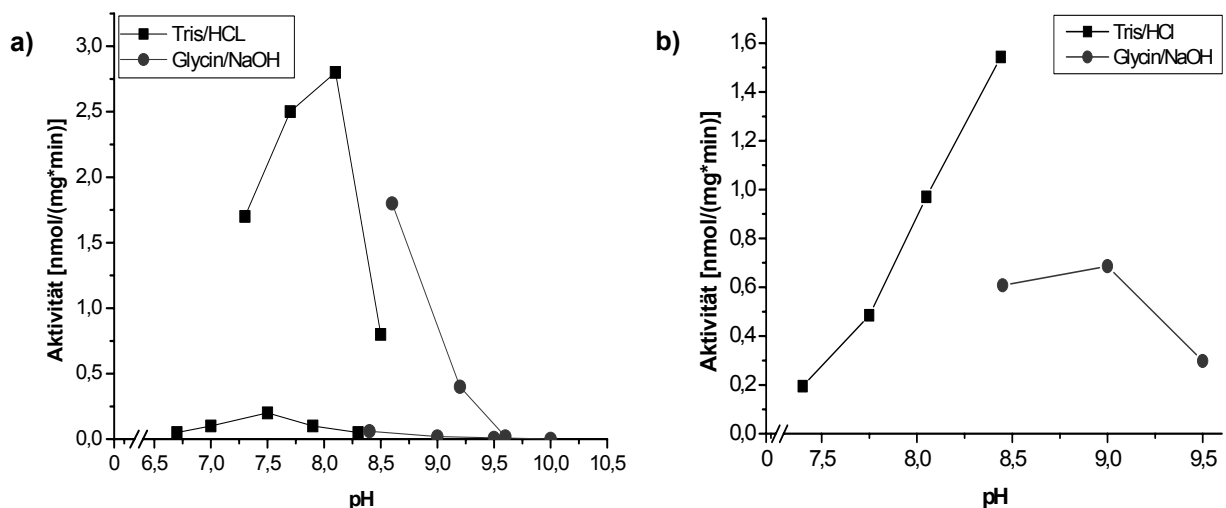 a)
Tris/HCL
Glycin/NaOH
Aktivität [nmol/(mg*min)]
3,0
2,5
2,0
1,5
1,0
0,5
0,0
0 6,5 7,0 7,5 8,0 8,5 9,0 9,5 10,0 10,5
pH
b)
Tris/HCl
Glycin/NaOH
Aktivität [nmol/(mg*min)]
1,6
1,4
1,2
1,0
0,8
0,6
0,4
0,2
0,0
0 7,5 8,0 8,5 9,0 9,5
pH